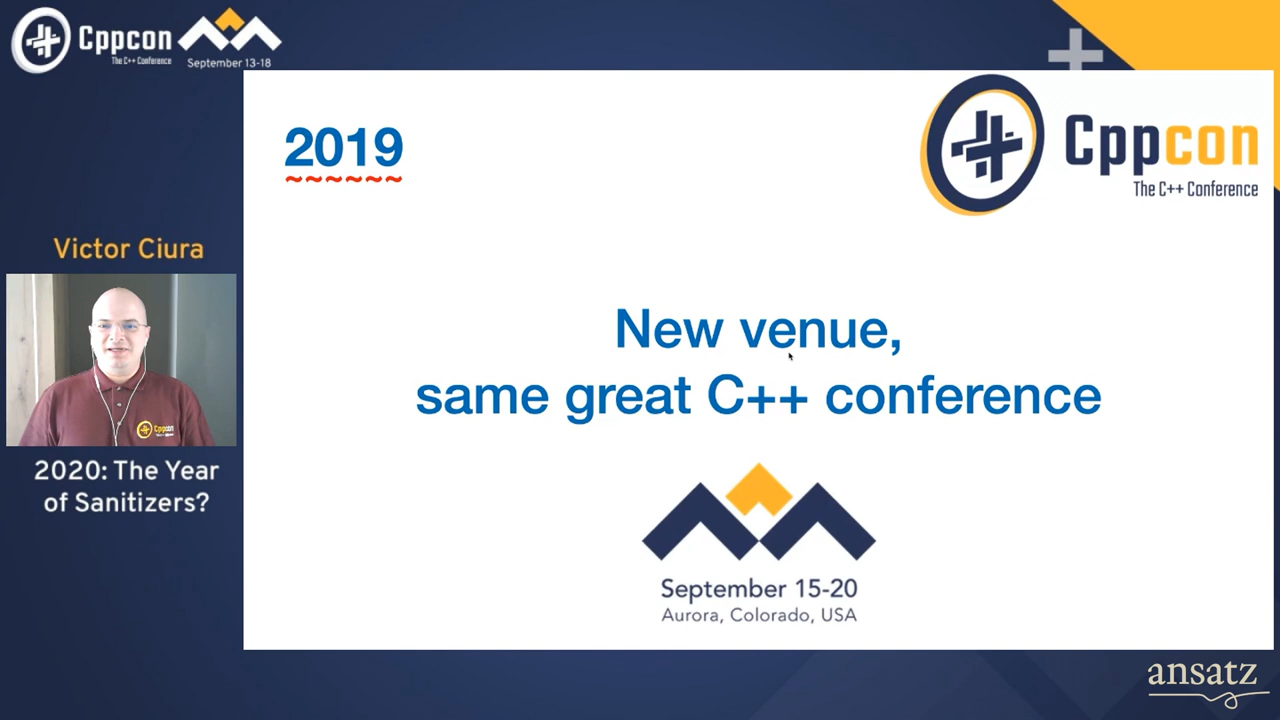 Cppcon
The C++ Conference
September 13-18
2019
Cppcon
The C++ Conference
Victor Ciura
New venue,
same great C++ conference
Cppcon
2020: The Year
of Sanitizers?
September 15-20
Aurora, Colorado, USA
ansatz